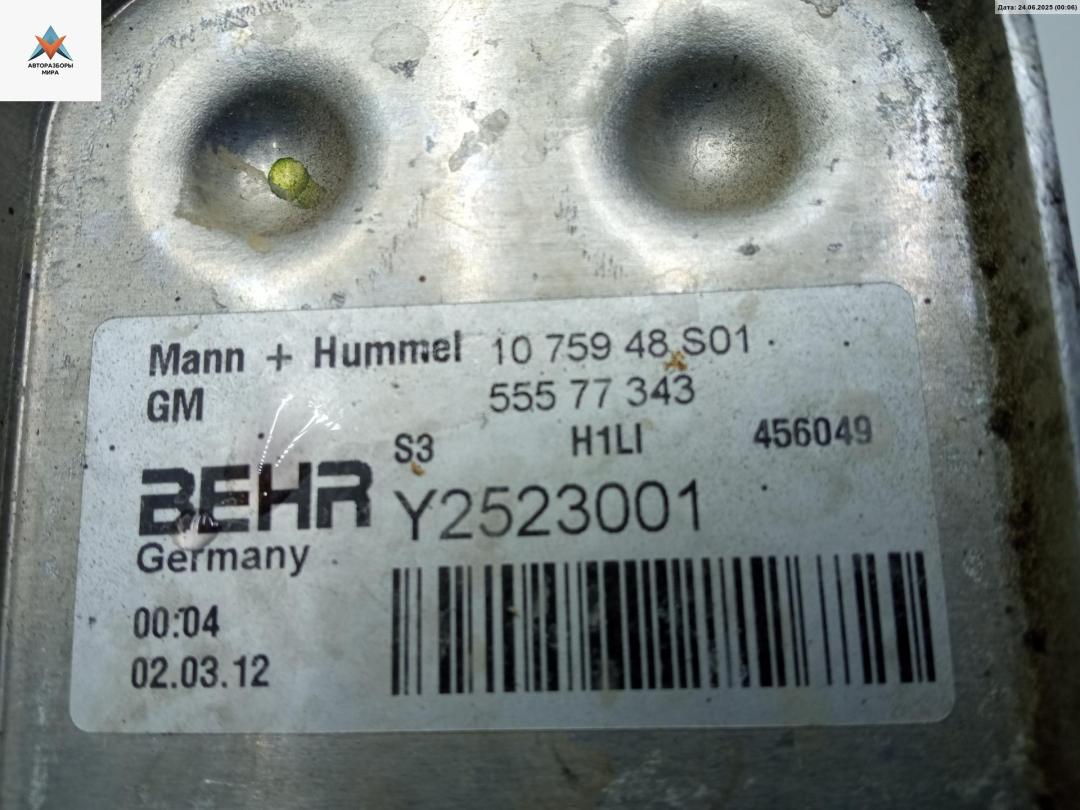 АВТОРАЗБОРЫ
МИРА
Дата: 24.06.2025 (00:06)
Mann + Hummel 10 759 48 S01
GM 555 77 343
S3 H1LI 456049
BEHR Y2523001
Germany
00:04
02.03.12